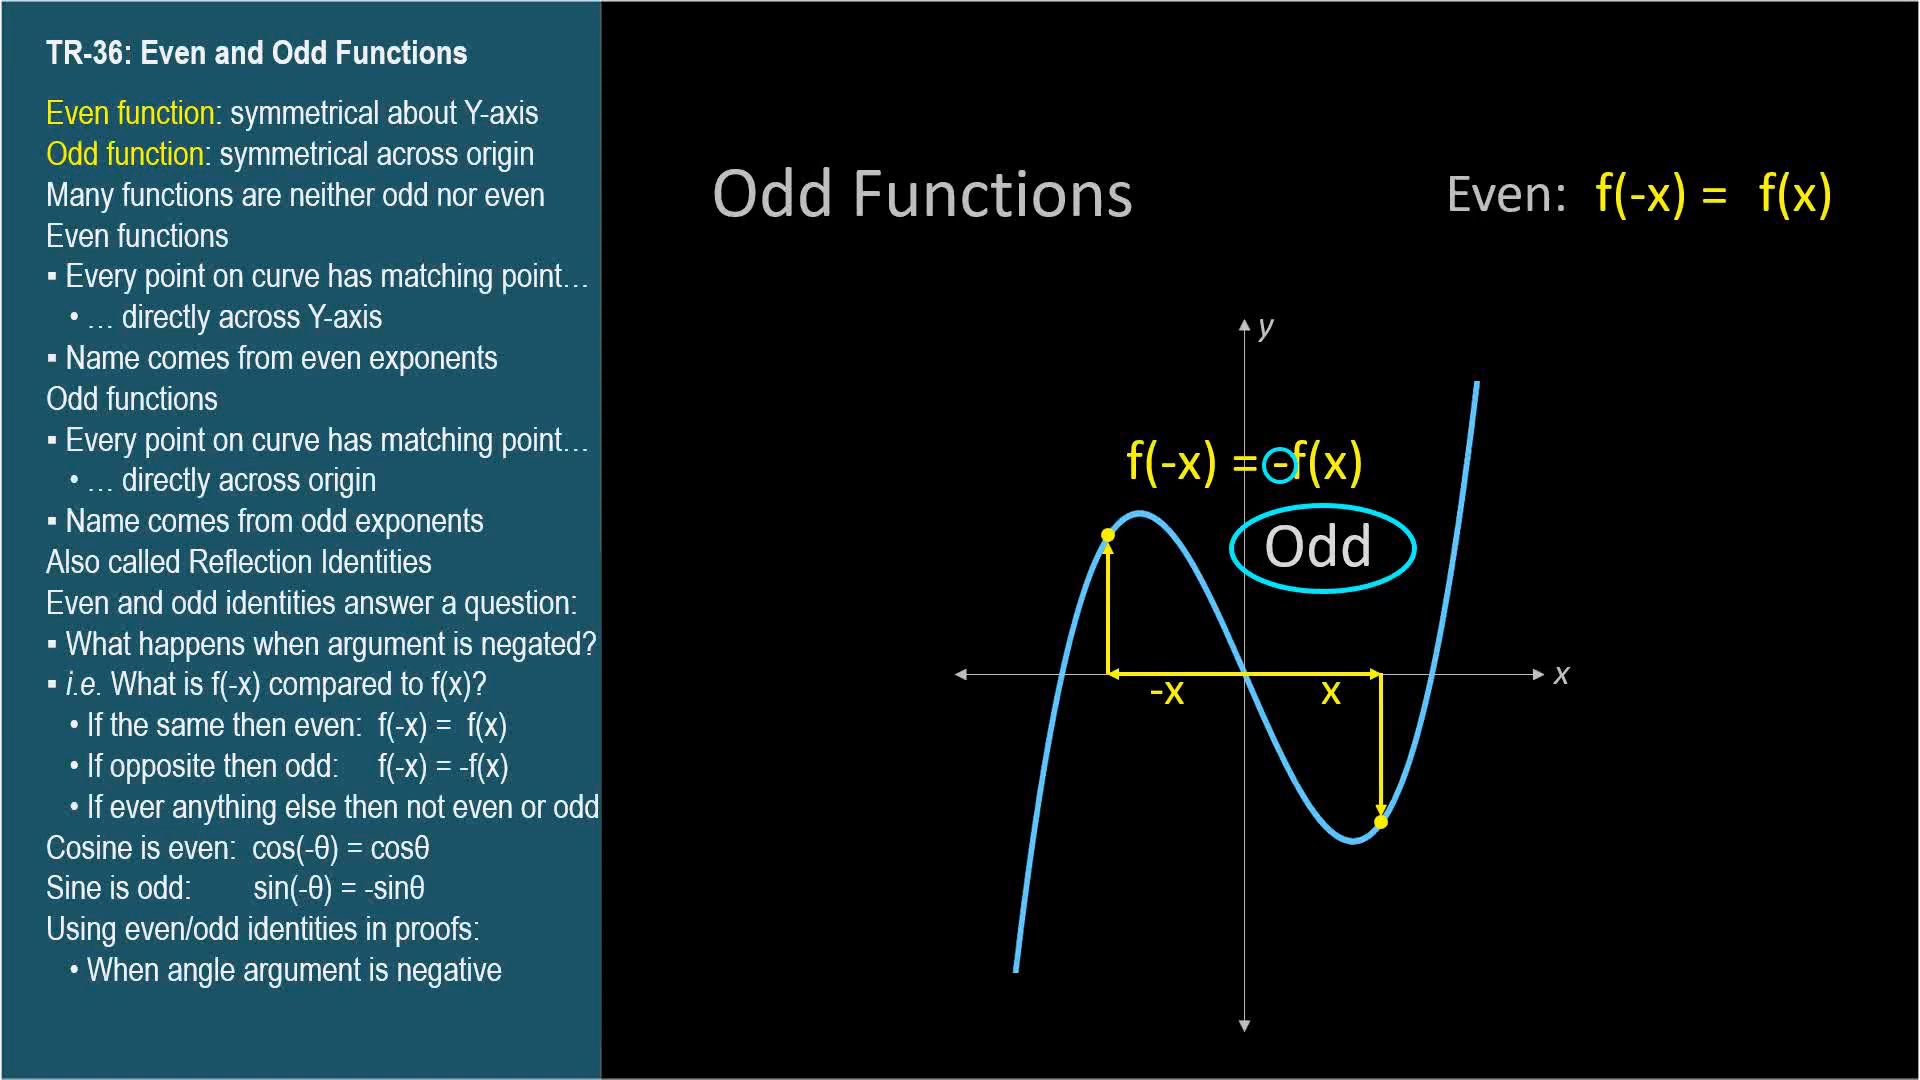 TR-36: Even and Odd Functions
Even function: symmetrical about Y-axis
Odd function: symmetrical across origin
Many functions are neither odd nor even
Even functions
▪ Every point on curve has matching point…
• … directly across Y-axis
▪ Name comes from even exponents
Odd functions
▪ Every point on curve has matching point…
• … directly across origin
▪ Name comes from odd exponents
Also called Reflection Identities
Even and odd identities answer a question:
▪ What happens when argument is negated?
▪ i.e. What is f(-x) compared to f(x)?
• If the same then even: f(-x) = f(x)
• If opposite then odd: f(-x) = -f(x)
• If ever anything else then not even or odd
Cosine is even: cos(-θ) = cosθ
Sine is odd: sin(-θ) = -sinθ
Using even/odd identities in proofs:
• When angle argument is negative
Odd Functions
Even: f(-x) = f(x)
y
f(-x) = -f(x)
Odd
x
-x
x